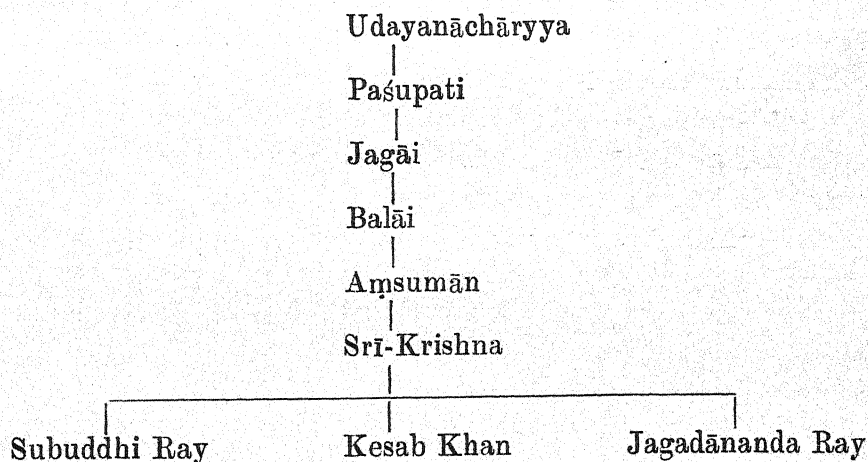 Udayanāchāryya
Paśupati
Jagāi
Balāi
Aṃsumān
Srī-Krishna
Subuddhi Ray Kesab Khan Jagadānanda Ray